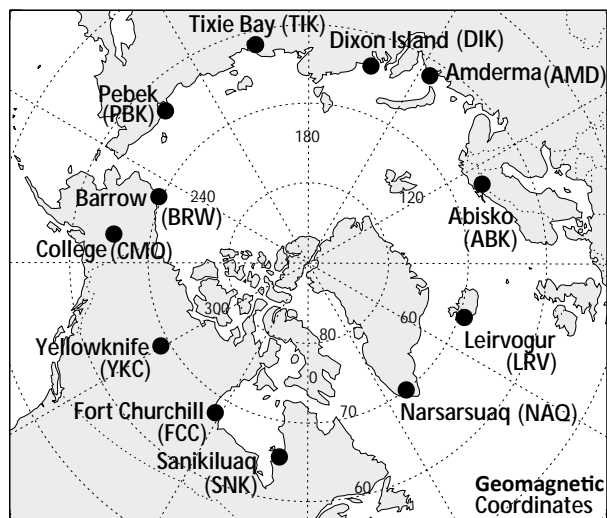 Tixie Bay (TIK)
Dixon Island (DIK)
Amderma (AMD)
Pebek
(PBK)
180
Barrow
240
(BRW)
120
Abisko
(ABK)
College (CMO)
300
60
Leirvogur
(LRV)
Yellowknife
(YKC)
80
0
Fort Churchill
(FCC)
70
Narsarsuaq (NAQ)
Sanikiluaq
(SNK)
60
Geomagnetic
Coordinates